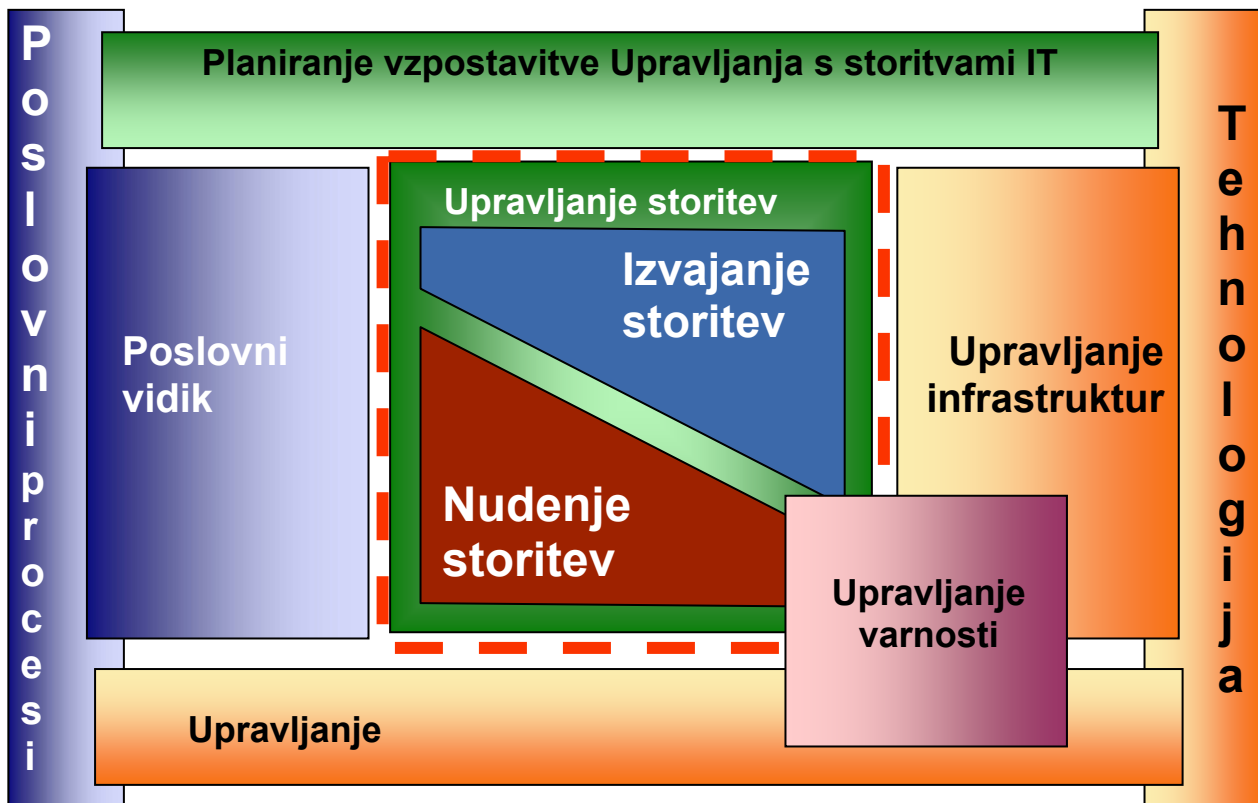 Poslovni procesi
Planiranje vzpostavitve Upravljanja s storitvami IT
Tehnologija
Upravljanje storitev
Izvajanje
storitev
Poslovni
vidik
Upravljanje
infrastruktur
Nudenje
storitev
Upravljanje
varnosti
Upravljanje